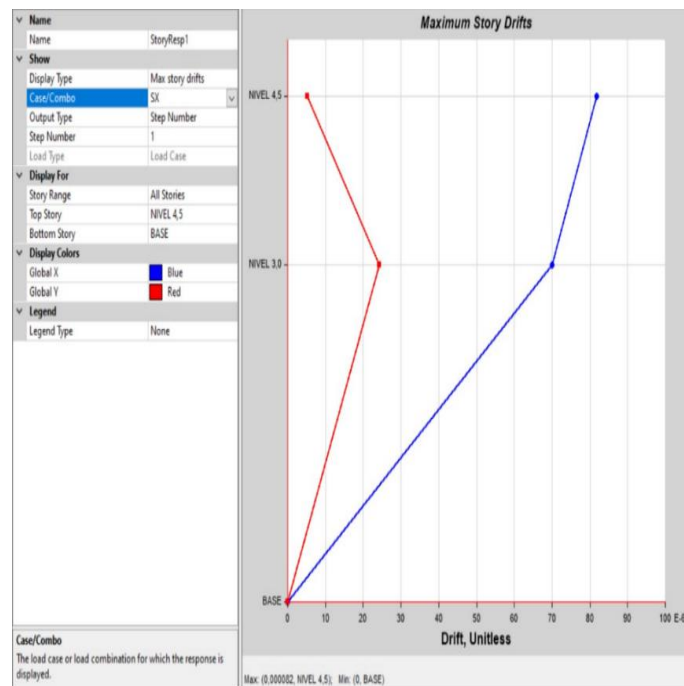 Name
Name StoryResp1
Show
Display Type Max story drifts
Case/Combo SX
Output Type Step Number
Step Number 1
Load Type Load Case
Display For
Story Range All Stories
Top Story NIVEL 4,5
Bottom Story BASE
Display Colors
Global X Blue
Global Y Red
Legend
Legend Type None
Case/Combo
The load case or load combination for which the response is
displayed.
Maximum Story Drifts
NIVEL 4,5
NIVEL 3,0
BASE
0 10 20 30 40 50 60 70 80 90 100 E-6
Drift, Unitless
Max: (0,000082, NIVEL 4,5); Min: (0, BASE)